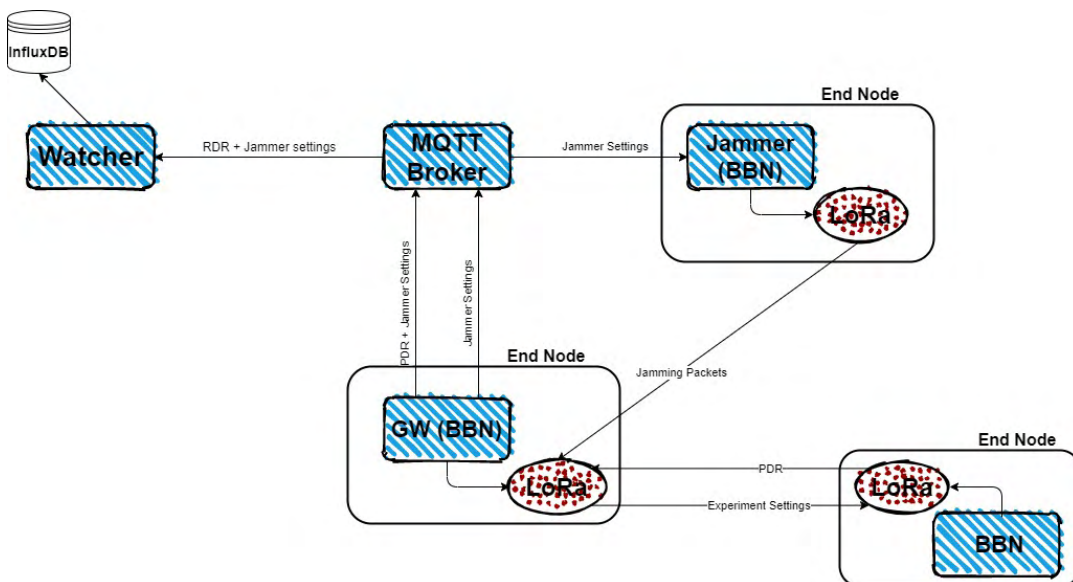 InfluxDB
End Node
Watcher
RDR + Jammer settings
MQTT
Broker
Jammer Settings
Jammer
(BBN)
LoRa
PDR + Jammer Settings
Jammer Settings
End Node
Jamming Packets
GW (BBN)
LoRa
End Node
PDR
LoRa
Experiment Settings
BBN